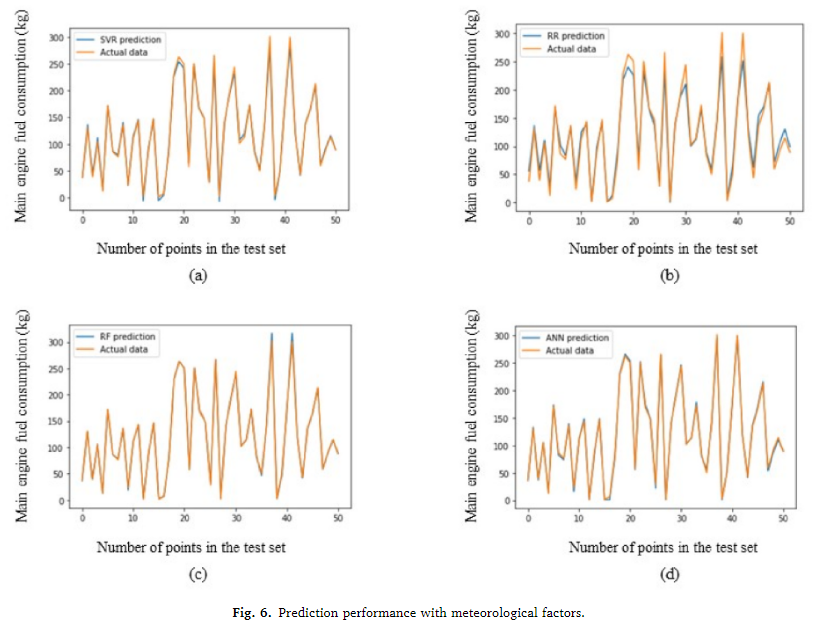 Main engine fuel consumption (kg)
300
250
200
150
100
50
0
SVR prediction
Actual data
0 10 20 30 40 50
Number of points in the test set
(a)
Main engine fuel consumption (kg)
300
250
200
150
100
50
0
RR prediction
Actual data
0 10 20 30 40 50
Number of points in the test set
(b)
Main engine fuel consumption (kg)
300
250
200
150
100
50
0
RF prediction
Actual data
0 10 20 30 40 50
Number of points in the test set
(c)
Main engine fuel consumption (kg)
300
250
200
150
100
50
0
ANN prediction
Actual data
0 10 20 30 40 50
Number of points in the test set
(d)
Fig. 6. Prediction performance with meteorological factors.